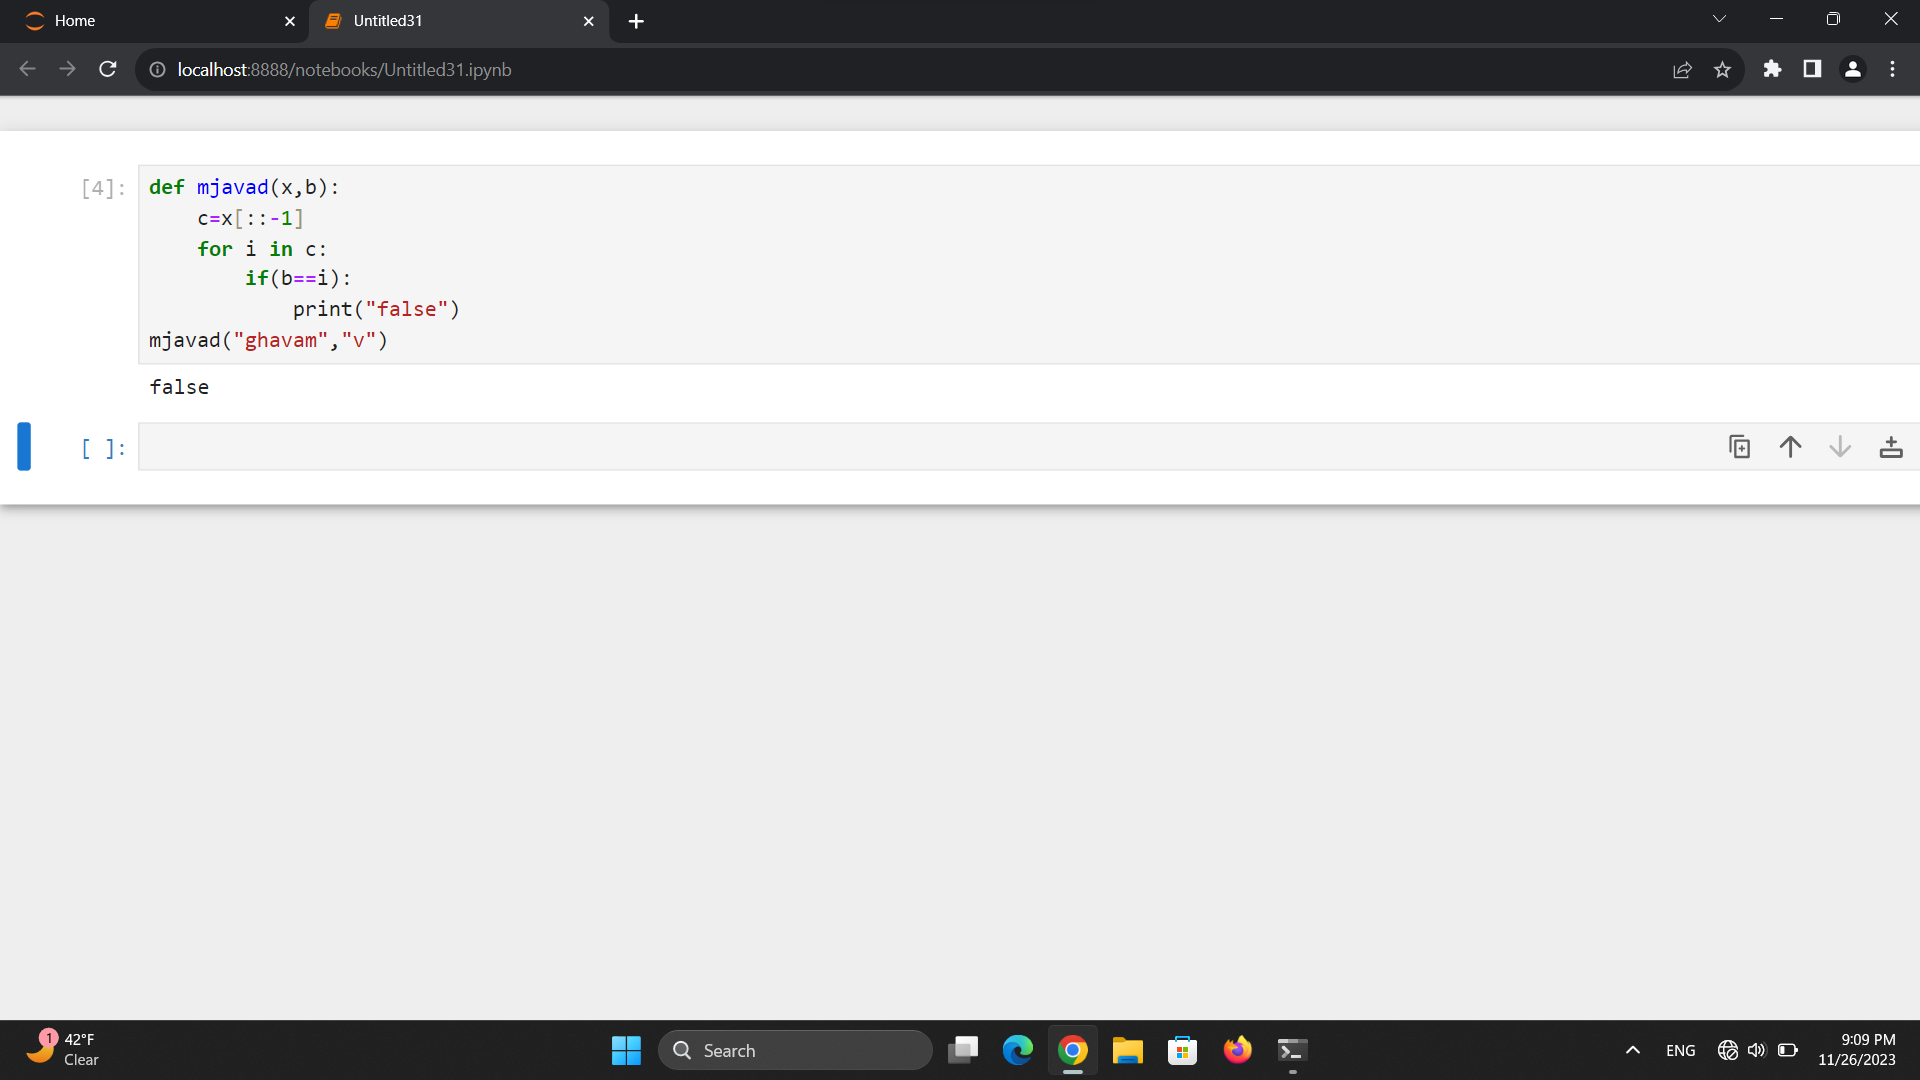 Home
Untitled31
localhost:8888/notebooks/Untitled31.ipynb
[4]:
def mjavad(x,b):
    c=x[::-1]
    for i in c:
        if(b==i):
            print("false")
mjavad("ghavam","v")
false
[ ]:
1
42°F
Clear
Search
ENG
9:09 PM
11/26/2023